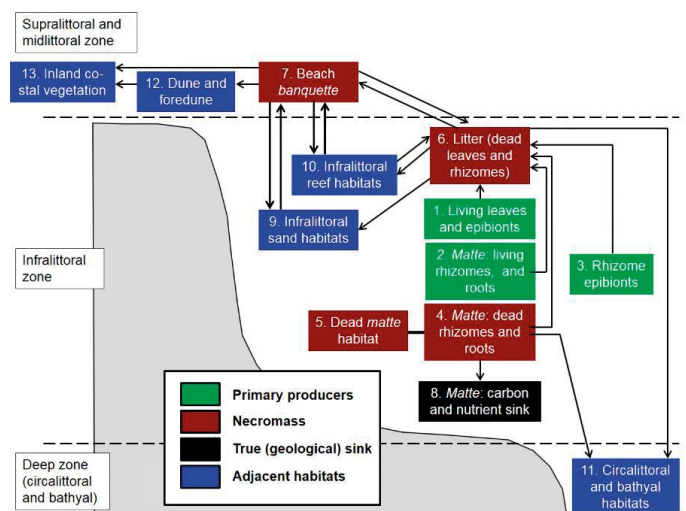 Supralittoral and
midlittoral zone
13. Inland co-
stal vegetation
12. Dune and
foredune
7. Beach
banquette
6. Litter (dead
leaves and
rhizomes)
10. Infralittoral
reef habitats
9. Infralittoral
sand habitats
1. Living leaves
and epibionts
Infralittoral
zone
2. Matte: living
rhizomes, and
roots
3. Rhizome
epibionts
5. Dead matte
habitat
4. Matte: dead
rhizomes and
roots
8. Matte: carbon
and nutrient sink
Primary producers
Necromass
True (geological) sink
Adjacent habitats
Deep zone
(circalittoral
and bathyal)
11. Circalittoral
and bathyal
habitats